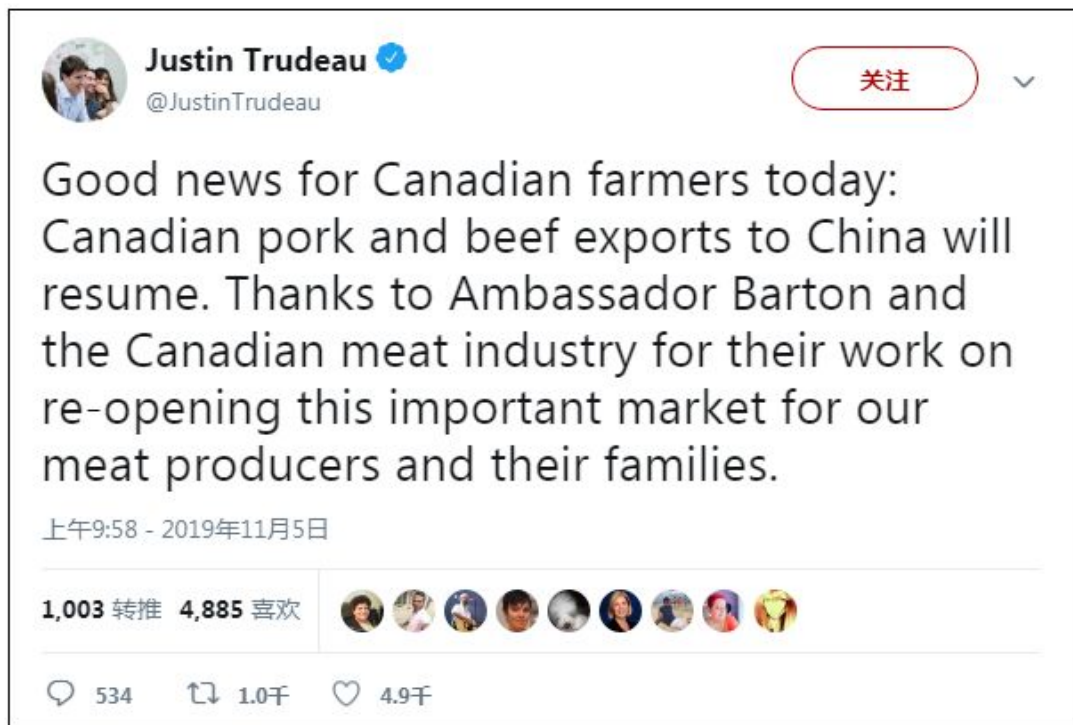 Justin Trudeau
@JustinTrudeau
关注
Good news for Canadian farmers today:
Canadian pork and beef exports to China will
resume. Thanks to Ambassador Barton and
the Canadian meat industry for their work on
re-opening this important market for our
meat producers and their families.
上午9:58 - 2019年11月5日
1,003 转推 4,885 喜欢
534 1.0千 4.9千